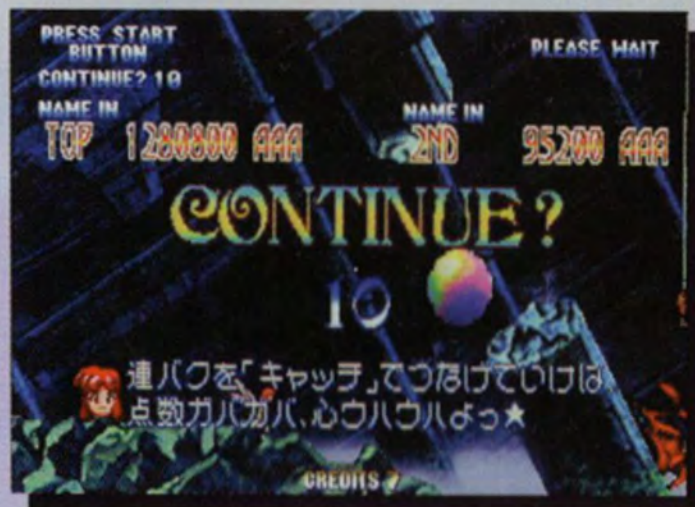 PRESS START
BUTTON
PLEASE WAIT
CONTINUE? 10
NAME IN
NAME IN
TOP 1280800 AAA
2ND 95200 AAA
CONTINUE?
10
連バクを「キャッチ」でつなげていけば
点数ガバガバ、心ウハウハよっ★
CREDITS 7